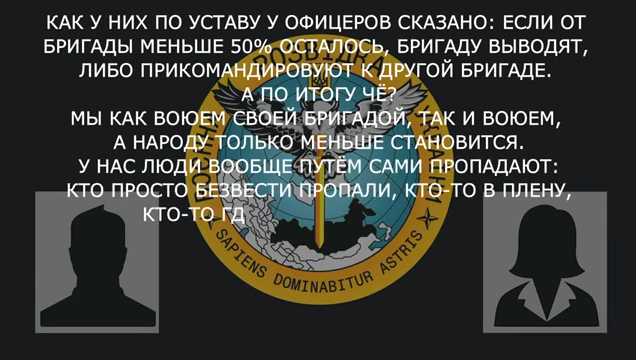 КАК У НИХ ПО УСТАВУ У ОФИЦЕРОВ СКАЗАНО: ЕСЛИ ОТ
БРИГАДЫ МЕНЬШЕ 50% ОСТАЛОСЬ, БРИГАДУ ВЫВОДЯТ,
ЛИБО ПРИКОМАНДИРОВУЮТ К ДРУГОЙ БРИГАДЕ.
А ПО ИТОГУ ЧЁ?
МЫ КАК ВОЮЕМ СВОЕЙ БРИГАДОЙ, ТАК И ВОЮЕМ,
А НАРОДУ ТОЛЬКО МЕНЬШЕ СТАНОВИТСЯ.
У НАС ЛЮДИ ВООБЩЕ ПУТЁМ САМИ ПРОПАДАЮТ:
КТО ПРОСТО БЕЗВЕСТИ ПРОПАЛИ, КТО-ТО В ПЛЕНУ,
КТО-ТО ГД
SAPIENS DOMINABITUR ASTRIS